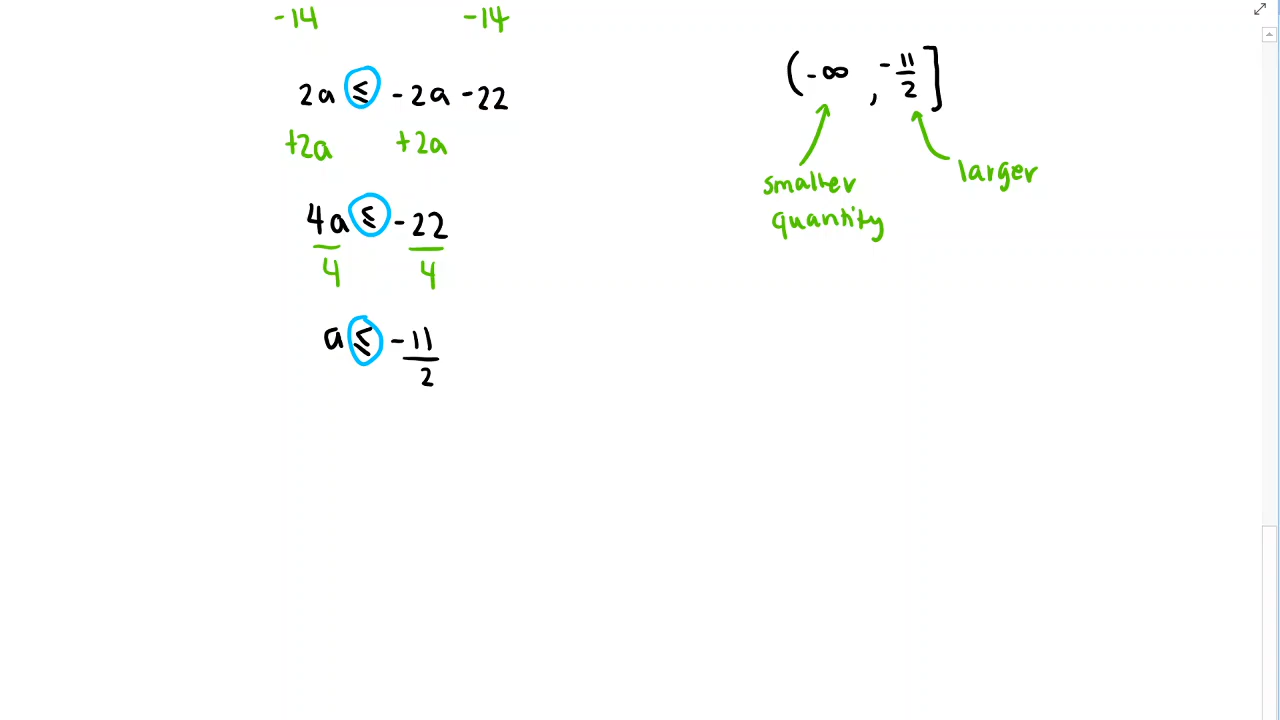 -14 -14
2a ≤ -2a -22
+2a +2a
4a ≤ -22
4 4
a ≤ -11
2
(-∞, -11/2]
smaller
quantity
larger